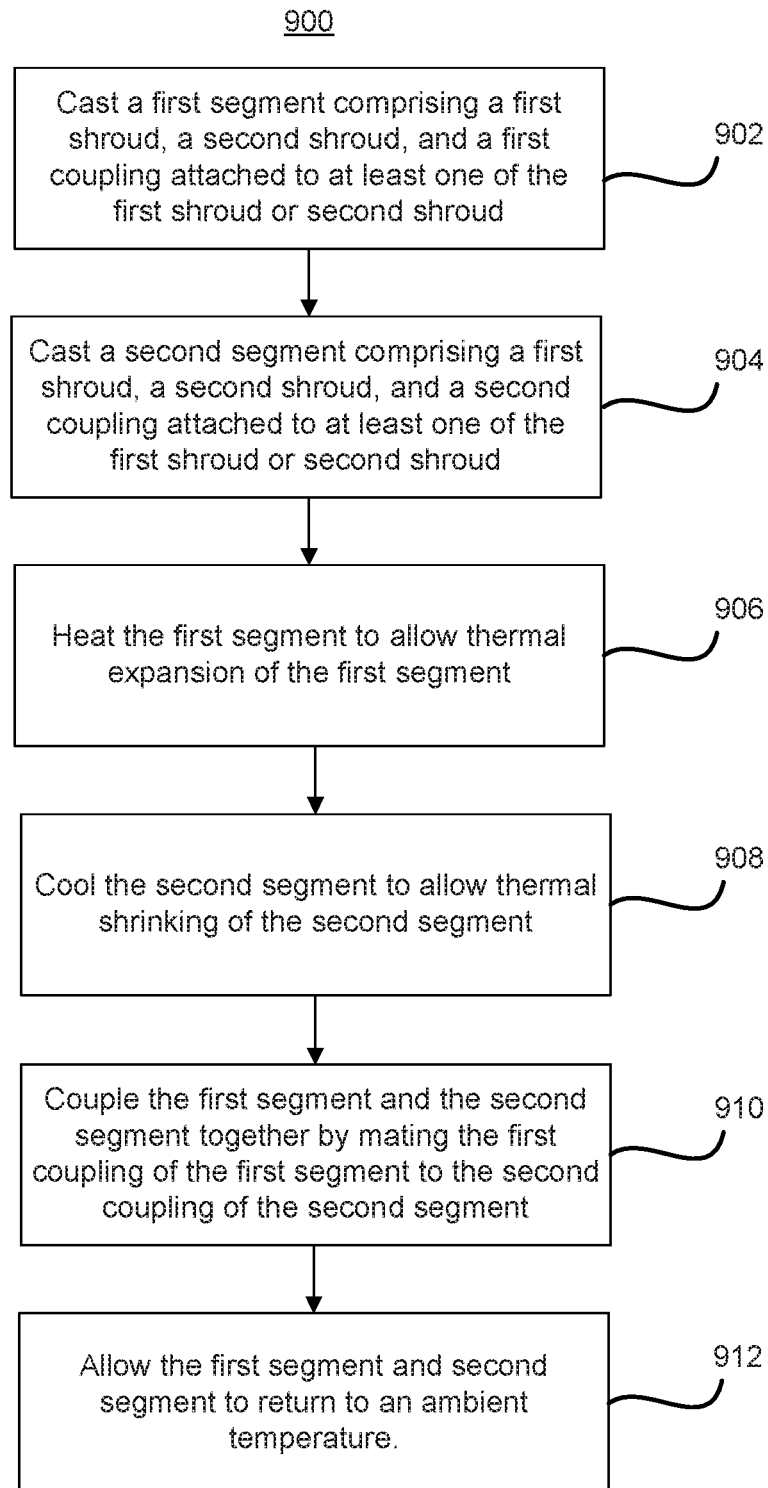 900
Cast a first segment comprising a first
shroud, a second shroud, and a first
coupling attached to at least one of the
first shroud or second shroud
902
Cast a second segment comprising a first
shroud, a second shroud, and a second
coupling attached to at least one of the
first shroud or second shroud
904
Heat the first segment to allow thermal
expansion of the first segment
906
Cool the second segment to allow thermal
shrinking of the second segment
908
Couple the first segment and the second
segment together by mating the first
coupling of the first segment to the second
coupling of the second segment
910
Allow the first segment and second
segment to return to an ambient
temperature.
912